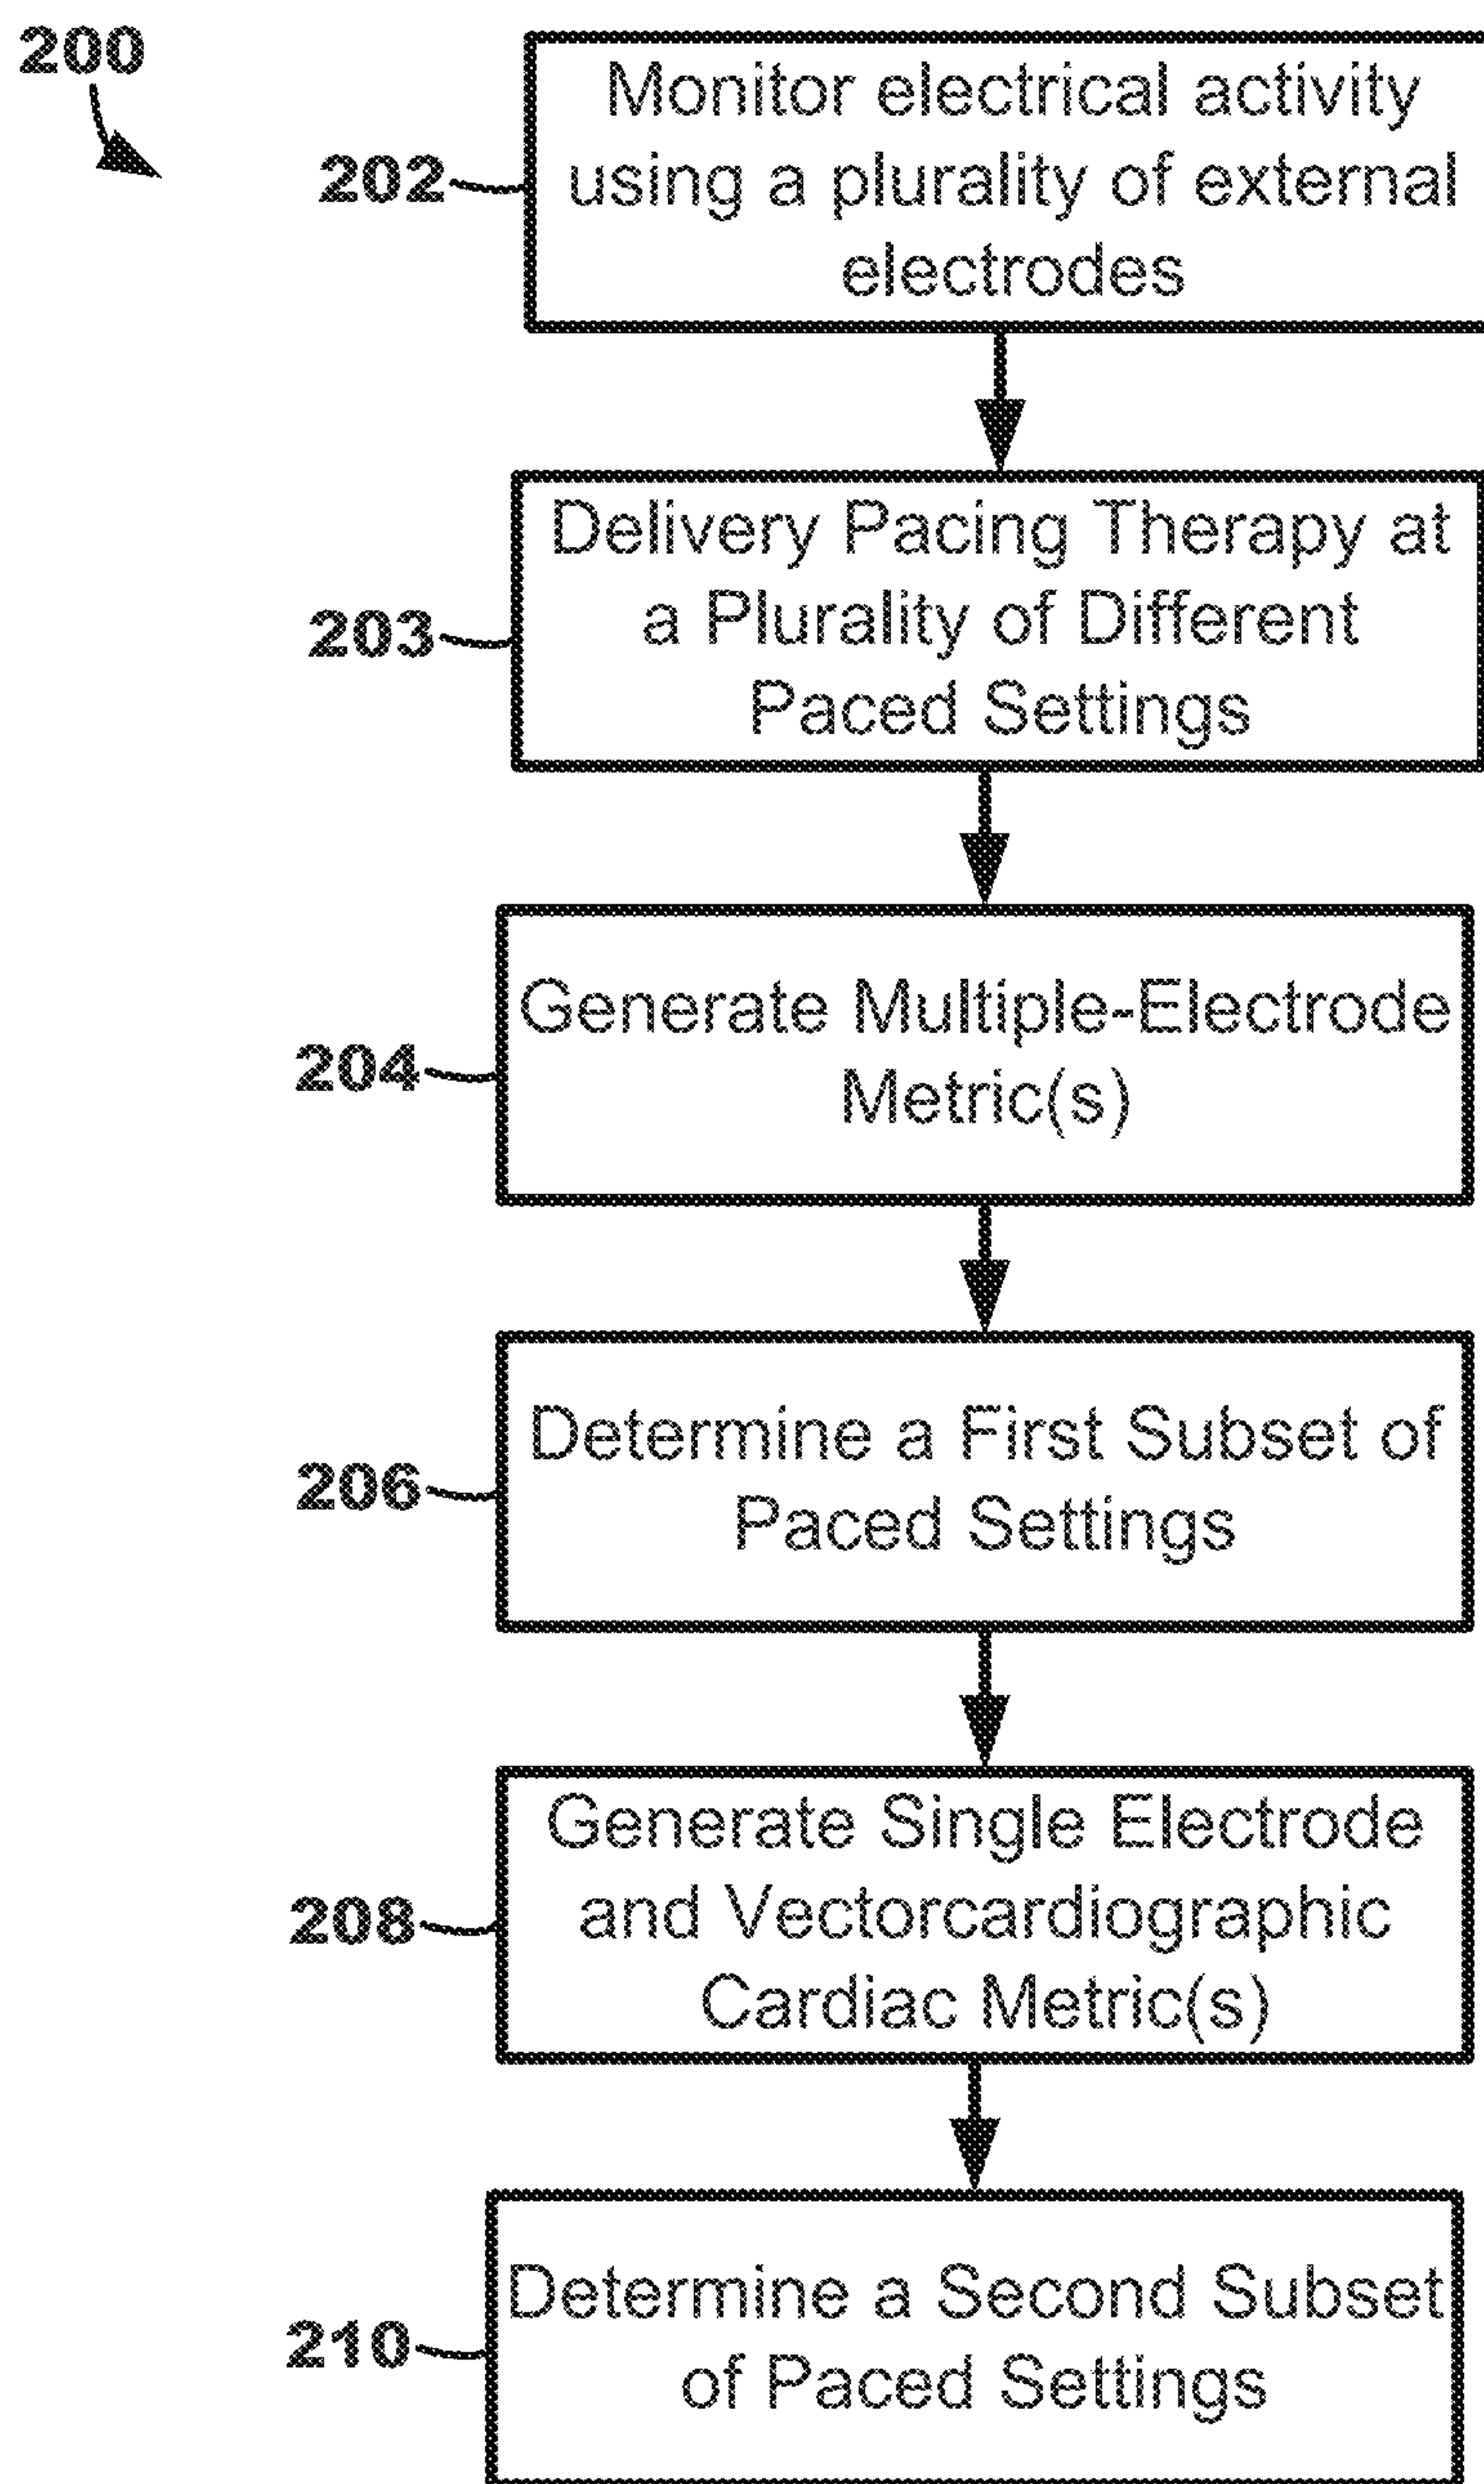 200
202
Monitor electrical activity
using a plurality of external
electrodes
203
Delivery Pacing Therapy at
a Plurality of Different
Paced Settings
204
Generate Multiple-Electrode
Metric(s)
206
Determine a First Subset of
Paced Settings
208
Generate Single Electrode
and Vectorcardiographic
Cardiac Metric(s)
210
Determine a Second Subset
of Paced Settings